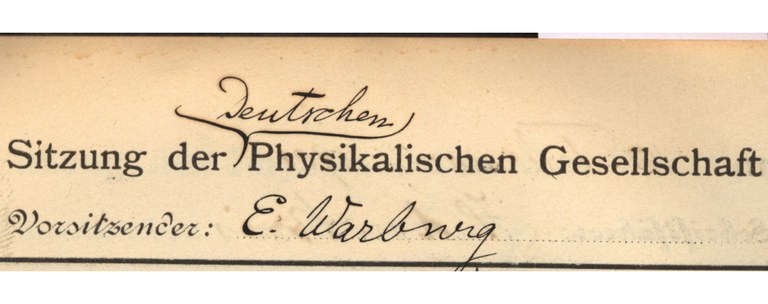 Deutschen
Sitzung der Physikalischen Gesellschaft
Vorsitzender: E. Warburg